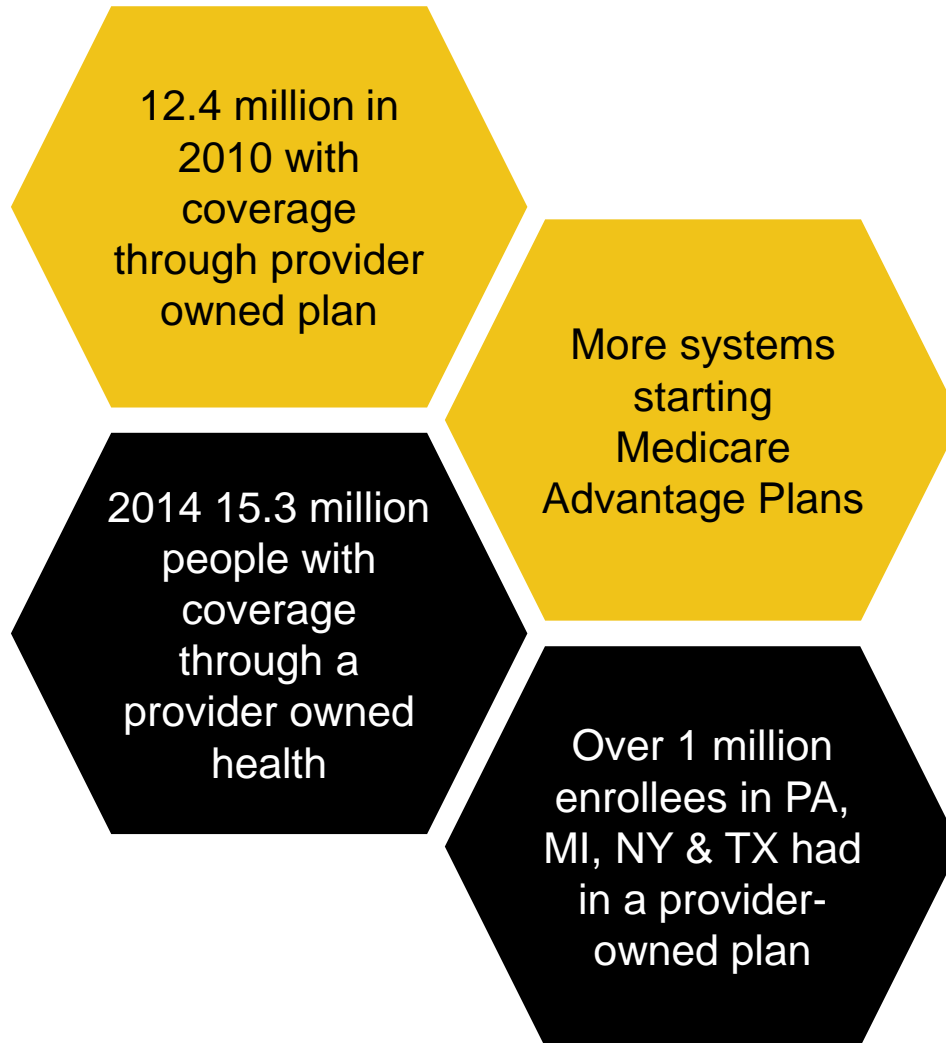 12.4 million in
2010 with
coverage
through provider
owned plan
More systems
starting
Medicare
Advantage Plans
2014 15.3 million
people with
coverage
through a
provider owned
health
Over 1 million
enrollees in PA,
MI, NY & TX had
in a provider-
owned plan